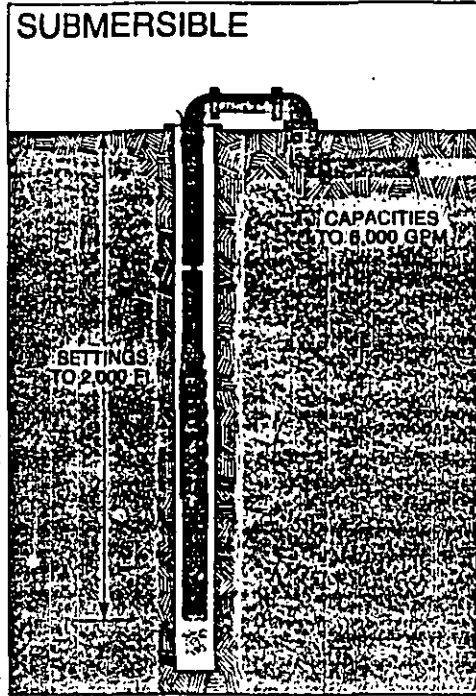 SUBMERSIBLE
CAPACITIES
TO 6,000 GPM
SETTINGS
TO 2,000 Ft.